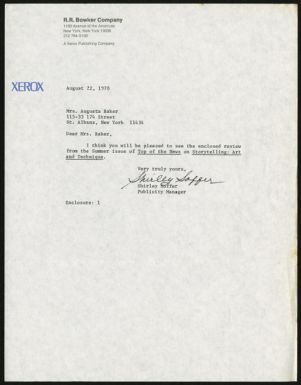 R.R. Bowker Company
1180 Avenue of the Americas
New York, New York 10036
212 764-5100
A Xerox Publishing Company
XEROX
August 22, 1978
Mrs. Augusta Baker
115-33 174 Street
St. Albans, New York 11434
Dear Mrs. Baker,
I think you will be pleased to see the enclosed review
from the Summer issue of Top of the News on Storytelling: Art
and Technique.
Very truly yours,
Shirley Soffer
Shirley Soffer
Publicity Manager
Enclosure: 1